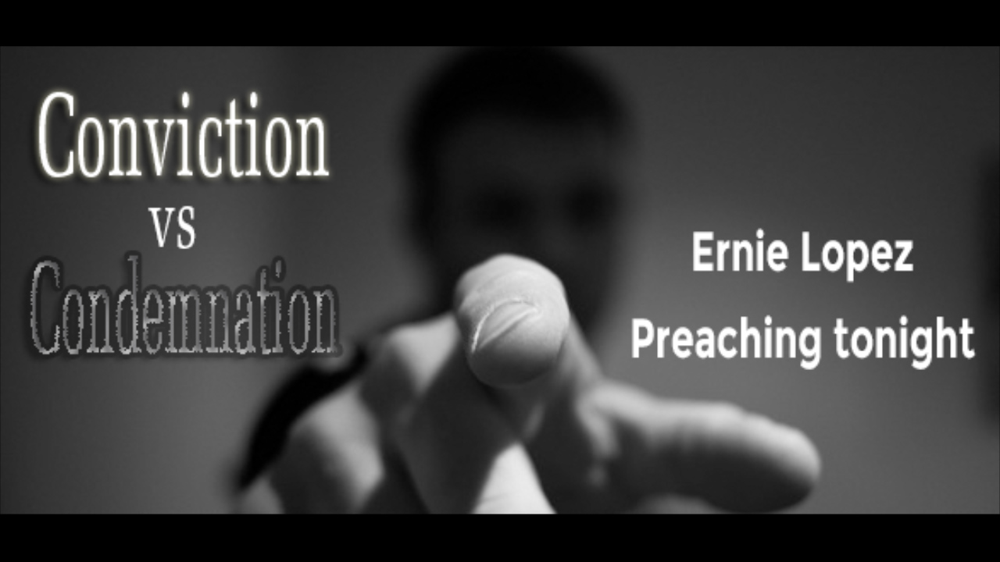 Conviction
vs
Condemnation
Ernie Lopez
Preaching tonight